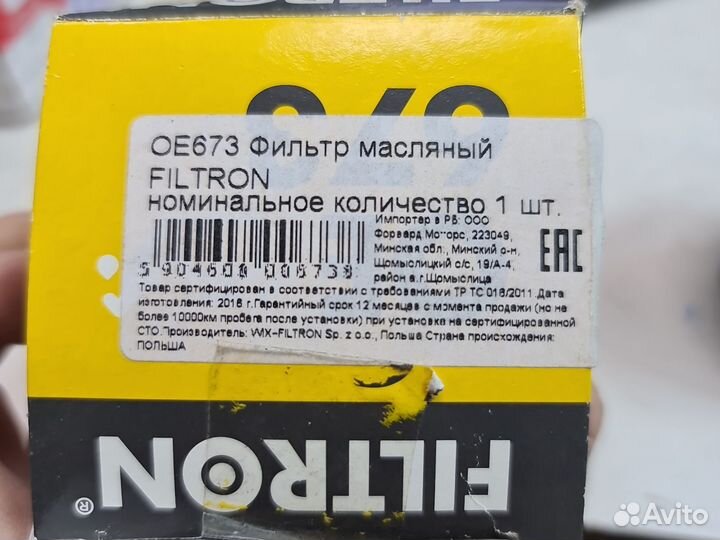 673
OE673 Фильтр масляный
FILTRON
номинальное количество 1 шт.
Импортер в РБ: ООО
Форвард Моторс, 223049,
Минская обл., Минский р-н,
Щомыслицкий с/с, 19/А-4,
район а.г.Щомыслица
EAC
5 904608 006738
Товар сертифицирован в соответствии с требованиями ТР ТС 018/2011.Дата
изготовления: 2018 г.Гарантийный срок 12 месяцев с момента продажи (но не
более 10000км пробега после установки) при установке на сертифицированной
СТО.Производитель: WIX-FILTRON Sp. z o.o., Польша Страна происхождения:
ПОЛЬША
FILTRON®
Avito